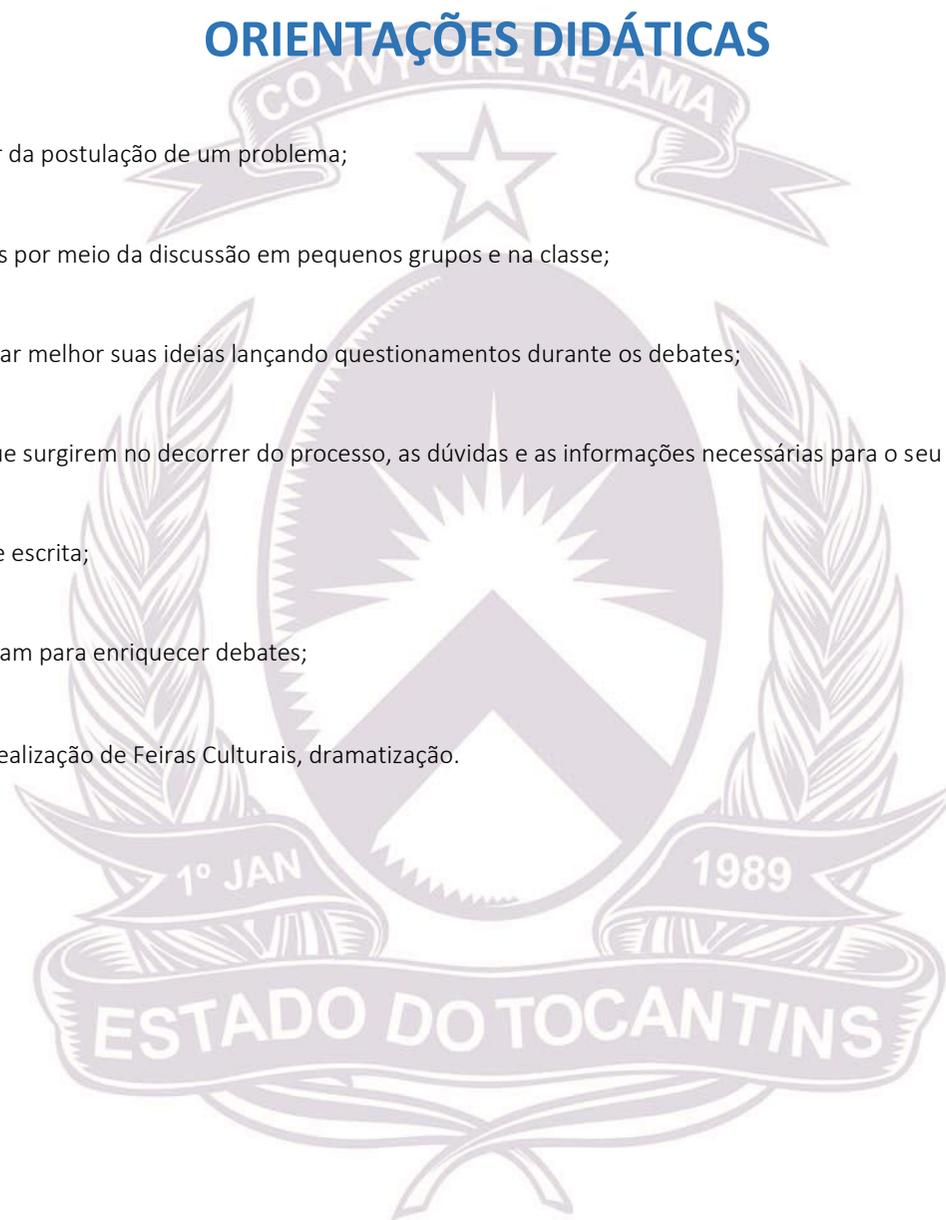 ORIENTAÇÕES DIDÁTICAS
CO YVY ORE RETAMA
r da postulação de um problema;
s por meio da discussão em pequenos grupos e na classe;
ar melhor suas ideias lançando questionamentos durante os debates;
ue surgirem no decorrer do processo, as dúvidas e as informações necessárias para o seu
e escrita;
am para enriquecer debates;
ealização de Feiras Culturais, dramatização.
1º JAN
1989
ESTADO DO TOCANTINS